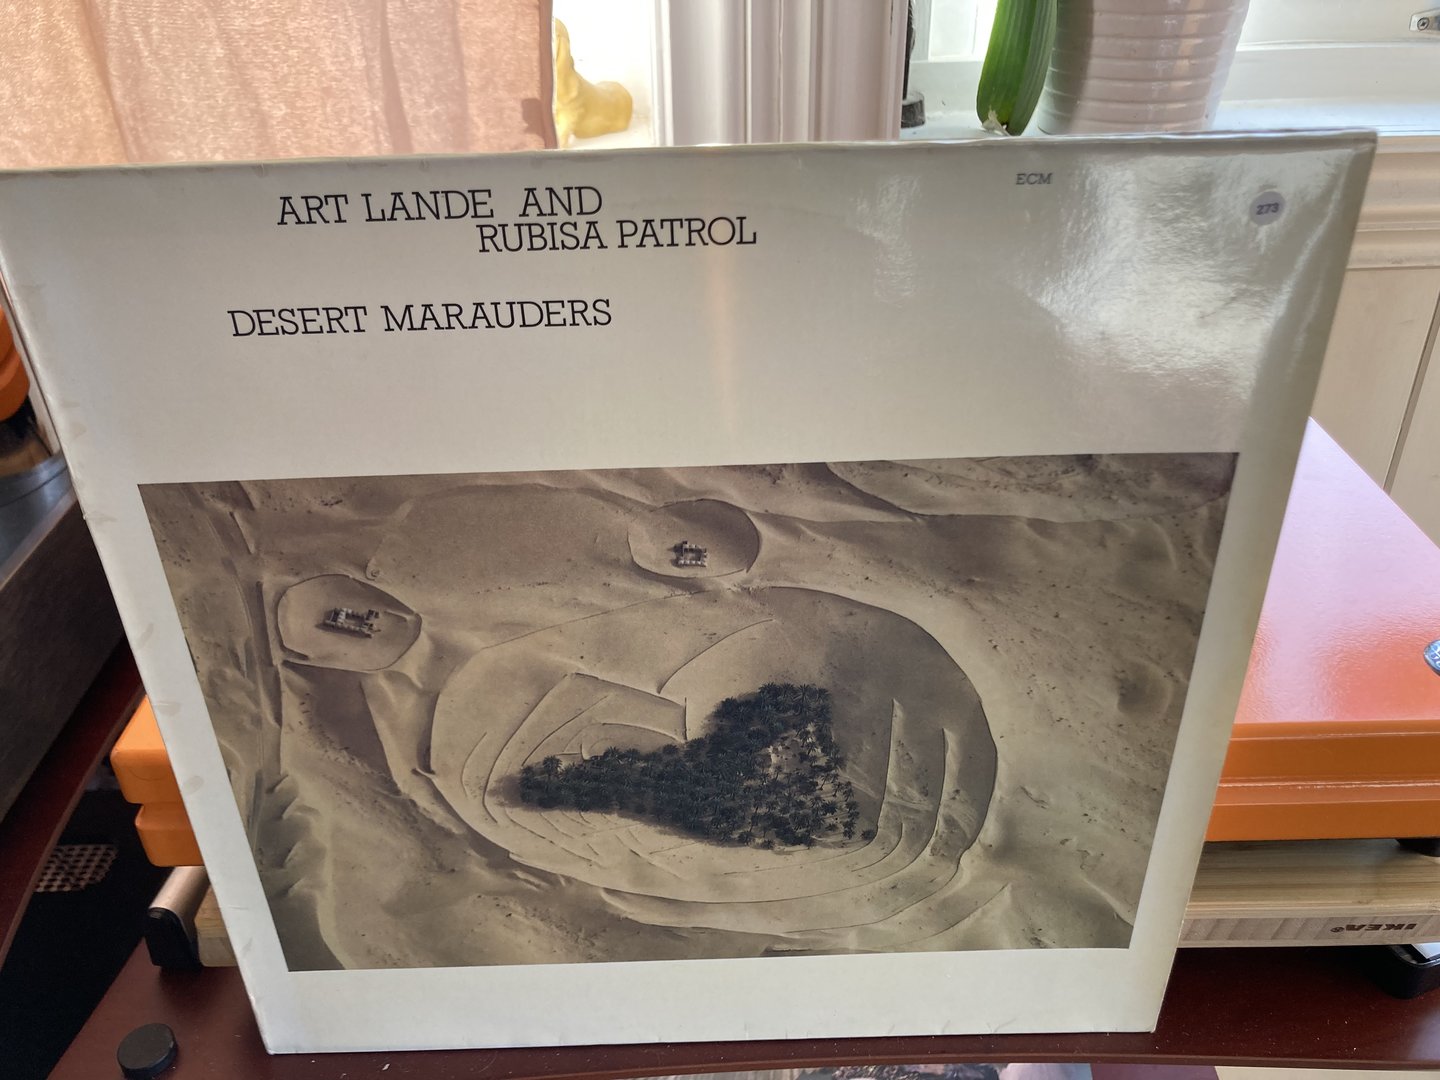 ART LANDE AND
RUBISA PATROL
ECM
273
DESERT MARAUDERS
IKEA